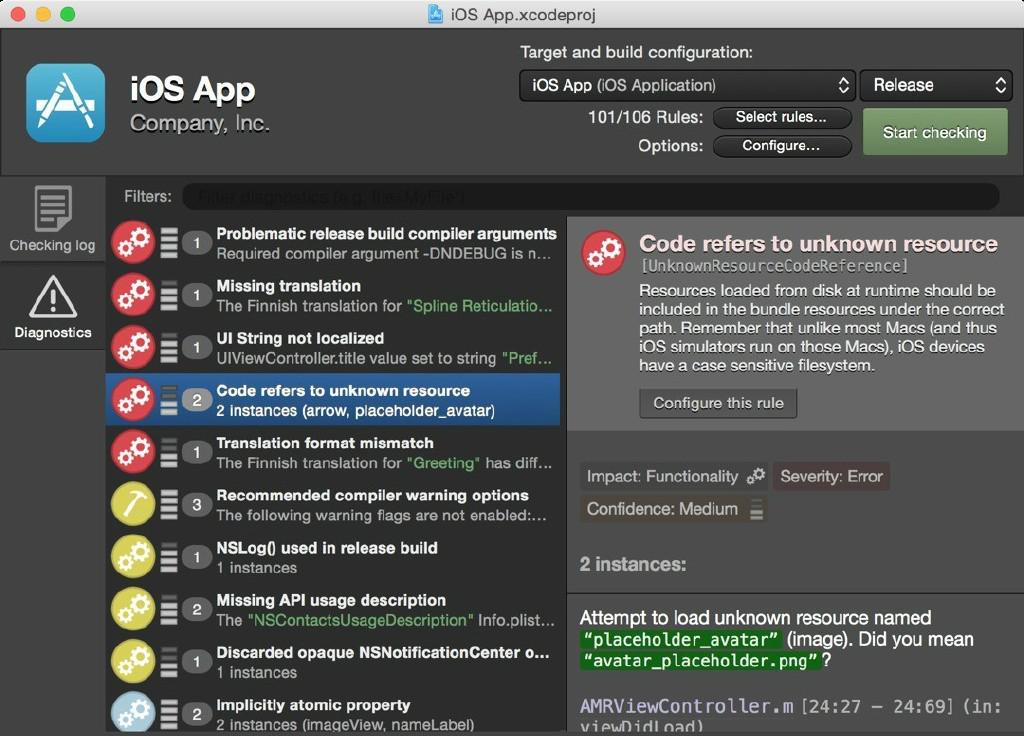 iOS App.xcodeproj
iOS App
Company, Inc.
Target and build configuration:
iOS App (iOS Application)
Release
101/106 Rules:
Select rules...
Options:
Configure...
Start checking
Checking log
Diagnostics
Filters:
Filter diagnostics (e.g. file:MyFile*)
1
Problematic release build compiler arguments
Required compiler argument -DNDEBUG is n...
1
Missing translation
The Finnish translation for "Spline Reticulatio...
1
UI String not localized
UIViewController.title value set to string "Pref...
2
Code refers to unknown resource
2 instances (arrow, placeholder_avatar)
1
Translation format mismatch
The Finnish translation for "Greeting" has diff...
3
Recommended compiler warning options
The following warning flags are not enabled:...
1
NSLog() used in release build
1 instances
2
Missing API usage description
The "NSContactsUsageDescription" Info.plist...
1
Discarded opaque NSNotificationCenter o...
1 instances
2
Implicitly atomic property
2 instances (imageView, nameLabel)
Code refers to unknown resource
[UnknownResourceCodeReference]
Resources loaded from disk at runtime should be
included in the bundle resources under the correct
path. Remember that unlike most Macs (and thus
iOS simulators run on those Macs), iOS devices
have a case sensitive filesystem.
Configure this rule
Impact: Functionality
Severity: Error
Confidence: Medium
2 instances:
Attempt to load unknown resource named
“placeholder_avatar” (image). Did you mean
“avatar_placeholder.png”?
AMRViewController.m [24:27 – 24:69] (in:
viewDidLoad)